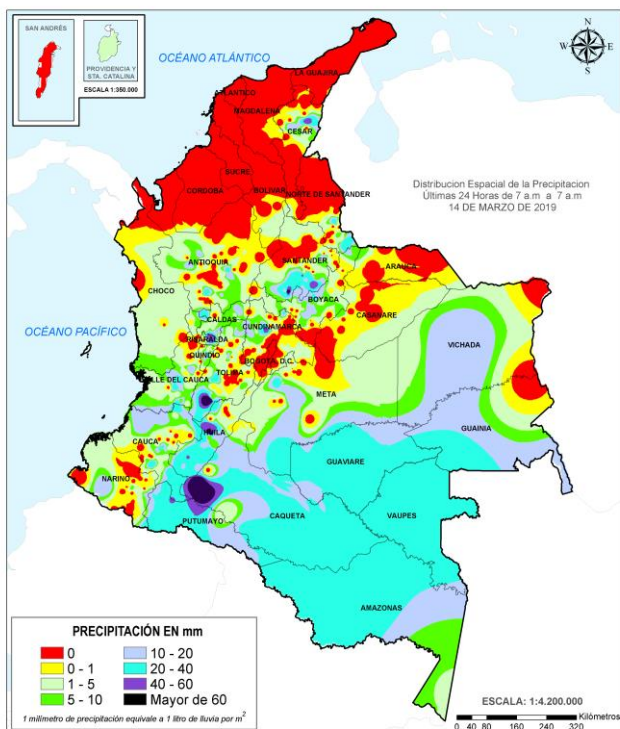 SAN ANDRÉS
PROVIDENCIA Y
STA. CATALINA
ESCALA 1:350.000
OCÉANO ATLÁNTICO
N
W
E
S
LA GUAJIRA
ATLANTICO
MAGDALENA
CESAR
SUCRE
CORDOBA
BOLIVAR
NORTE DE SANTANDER
Distribucion Espacial de la Precipitacion
Últimas 24 Horas de 7 a.m a 7 a.m
14 DE MARZO DE 2019
ANTIOQUIA
SANTANDER
ARAUCA
CHOCO
BOYACA
CASANARE
OCÉANO PACÍFICO
CALDAS
CUNDINAMARCA
RISARALDA
VICHADA
QUINDIO
BOGOTA, D.C.
TOLIMA
VALLE DEL CAUCA
META
GUAINIA
HUILA
CAUCA
GUAVIARE
NARIÑO
VAUPES
CAQUETA
PUTUMAYO
AMAZONAS
PRECIPITACIÓN EN mm
0
10 - 20
0 - 1
20 - 40
1 - 5
40 - 60
5 - 10
Mayor de 60
1 milímetro de precipitación equivale a 1 litro de lluvia por m2
ESCALA: 1:4.200.000
Kilómetros
0 40 80 160 240 320